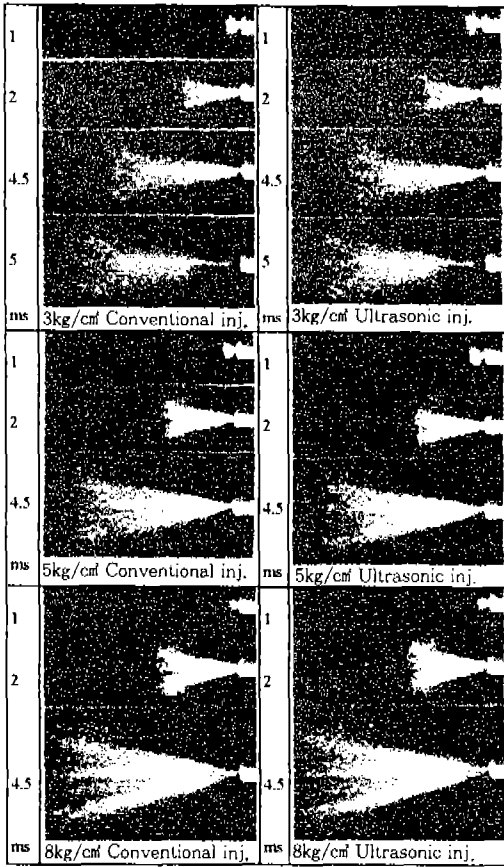 1
2
4.5
5
ms
3kg/c㎡ Conventional inj.
1
2
4.5
5
ms
3kg/c㎡ Ultrasonic inj.
1
2
4.5
ms
5kg/c㎡ Conventional inj.
1
2
4.5
ms
5kg/c㎡ Ultrasonic inj.
1
2
4.5
ms
8kg/c㎡ Conventional inj.
1
2
4.5
ms
8kg/c㎡ Ultrasonic inj.